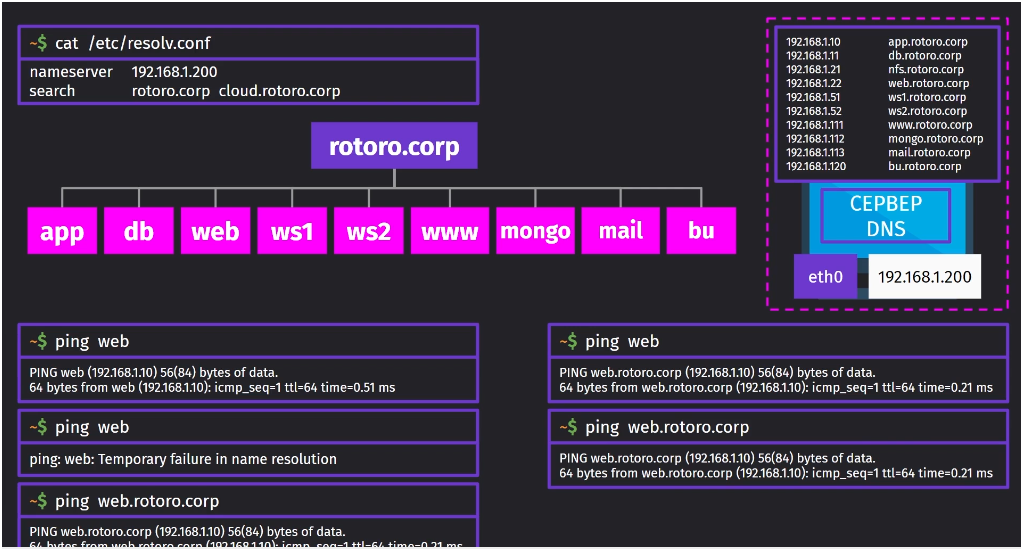 ~$ cat /etc/resolv.conf
nameserver 192.168.1.200
search rotoro.corp cloud.rotoro.corp
192.168.1.10 app.rotoro.corp
192.168.1.11 db.rotoro.corp
192.168.1.21 nfs.rotoro.corp
192.168.1.22 web.rotoro.corp
192.168.1.51 ws1.rotoro.corp
192.168.1.52 ws2.rotoro.corp
192.168.1.111 www.rotoro.corp
192.168.1.112 mongo.rotoro.corp
192.168.1.113 mail.rotoro.corp
192.168.1.120 bu.rotoro.corp
СЕРВЕР
DNS
eth0 192.168.1.200
rotoro.corp
app db web ws1 ws2 www mongo mail bu
~$ ping web
PING web (192.168.1.10) 56(84) bytes of data.
64 bytes from web (192.168.1.10): icmp_seq=1 ttl=64 time=0.51 ms
~$ ping web
ping: web: Temporary failure in name resolution
~$ ping web.rotoro.corp
PING web.rotoro.corp (192.168.1.10) 56(84) bytes of data.
64 bytes from web.rotoro.corp (192.168.1.10): icmp_seq=1 ttl=64 time=0.21 ms
~$ ping web
PING web.rotoro.corp (192.168.1.10) 56(84) bytes of data.
64 bytes from web.rotoro.corp (192.168.1.10): icmp_seq=1 ttl=64 time=0.21 ms
~$ ping web.rotoro.corp
PING web.rotoro.corp (192.168.1.10) 56(84) bytes of data.
64 bytes from web.rotoro.corp (192.168.1.10): icmp_seq=1 ttl=64 time=0.21 ms